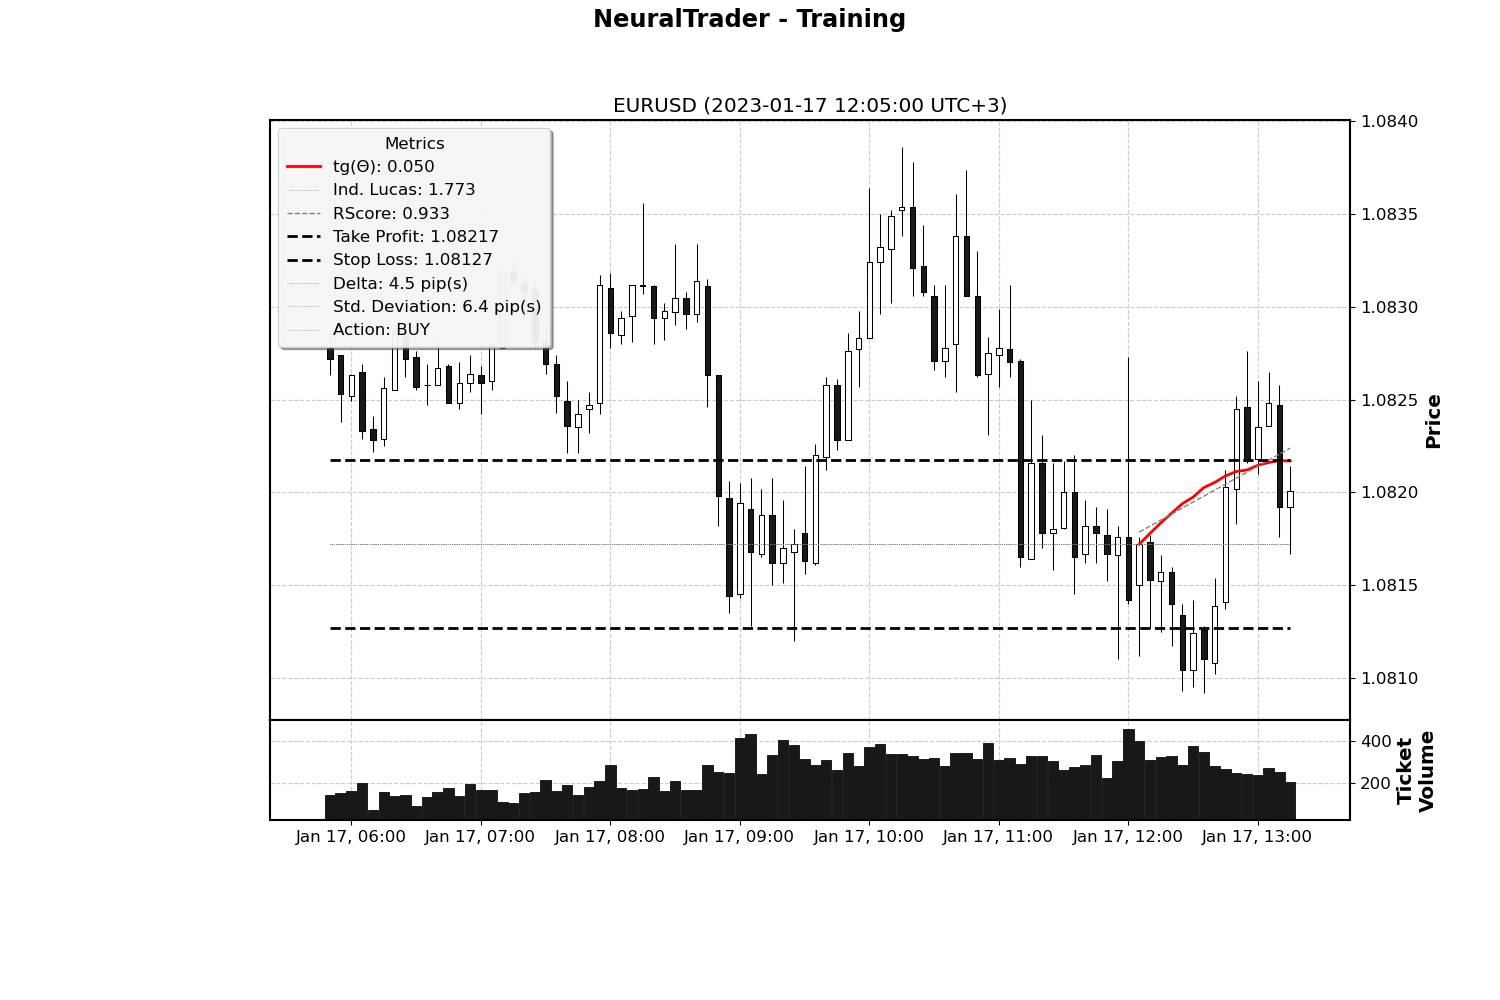 NeuralTrader - Training
EURUSD (2023-01-17 12:05:00 UTC+3)
Metrics
tg(Θ): 0.050
Ind. Lucas: 1.773
RScore: 0.933
Take Profit: 1.08217
Stop Loss: 1.08127
Delta: 4.5 pip(s)
Std. Deviation: 6.4 pip(s)
Action: BUY
1.0840
1.0835
1.0830
1.0825
1.0820
1.0815
1.0810
Price
400
200
Ticket
Volume
Jan 17, 06:00
Jan 17, 07:00
Jan 17, 08:00
Jan 17, 09:00
Jan 17, 10:00
Jan 17, 11:00
Jan 17, 12:00
Jan 17, 13:00